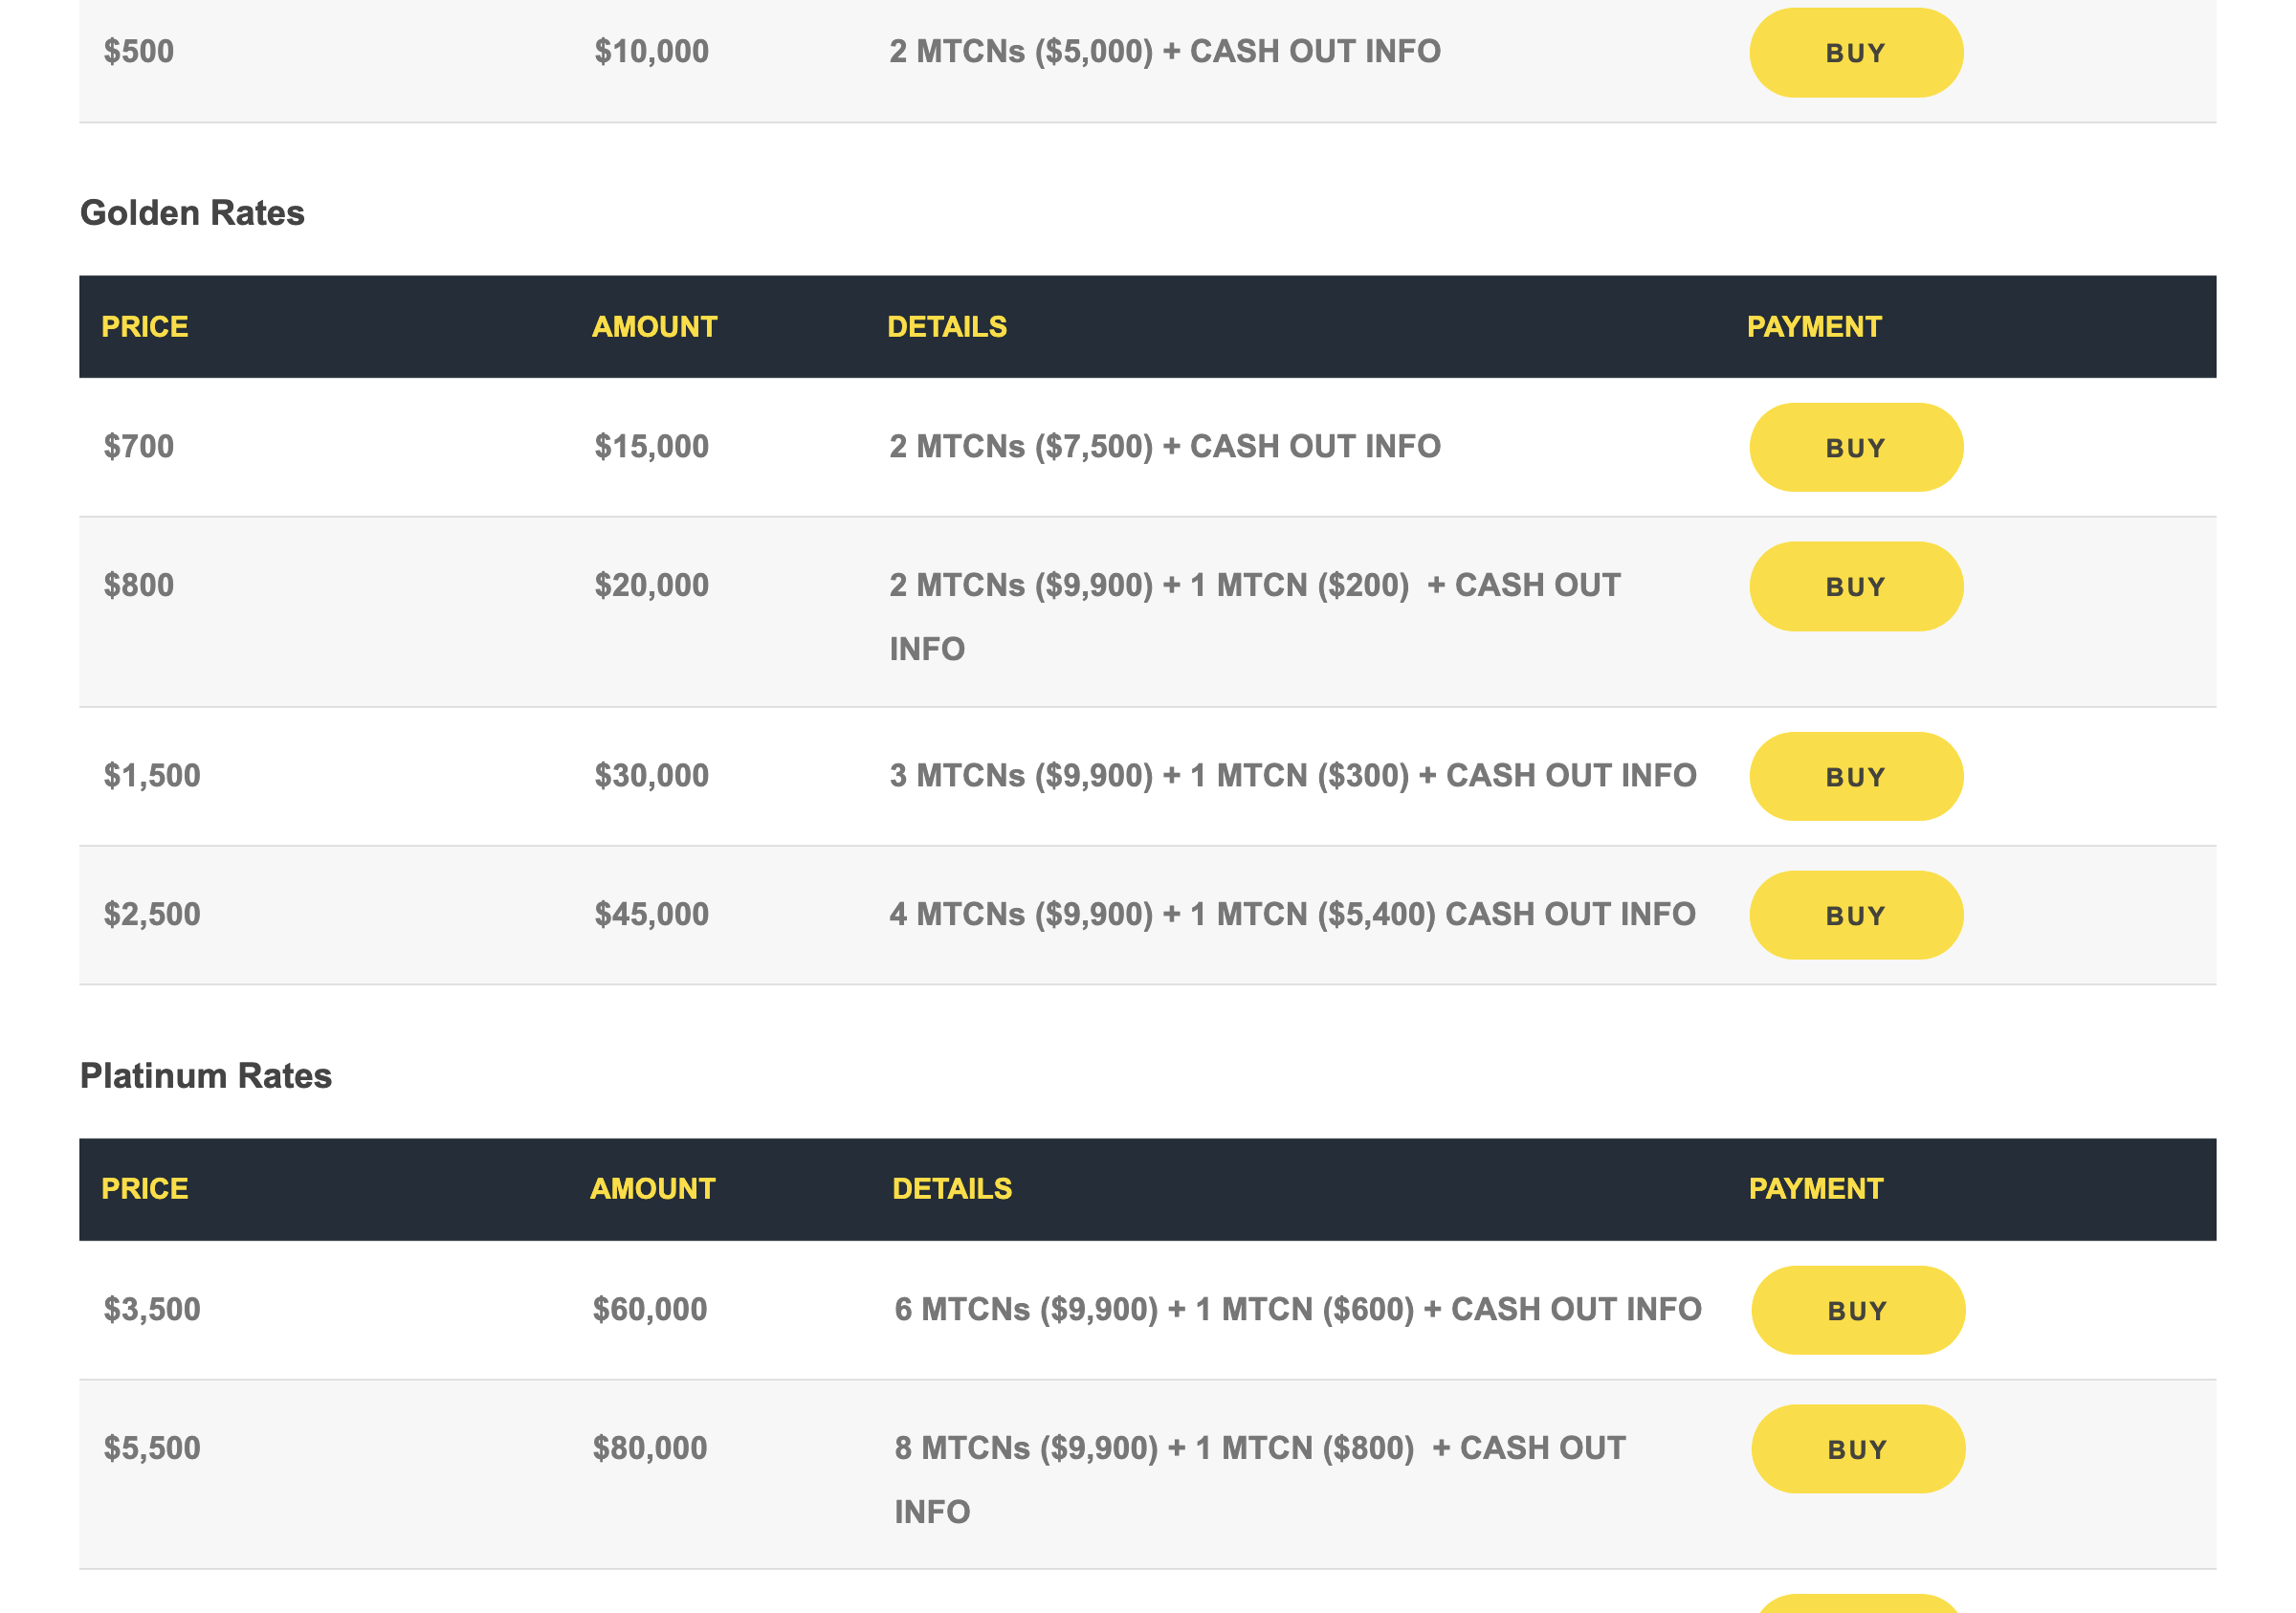 $500 $10,000 2 MTCNs ($5,000) + CASH OUT INFO BUY
Golden Rates
PRICE AMOUNT DETAILS PAYMENT
$700 $15,000 2 MTCNs ($7,500) + CASH OUT INFO BUY
$800 $20,000 2 MTCNs ($9,900) + 1 MTCN ($200) + CASH OUT BUY
INFO
$1,500 $30,000 3 MTCNs ($9,900) + 1 MTCN ($300) + CASH OUT INFO BUY
$2,500 $45,000 4 MTCNs ($9,900) + 1 MTCN ($5,400) CASH OUT INFO BUY
Platinum Rates
PRICE AMOUNT DETAILS PAYMENT
$3,500 $60,000 6 MTCNs ($9,900) + 1 MTCN ($600) + CASH OUT INFO BUY
$5,500 $80,000 8 MTCNs ($9,900) + 1 MTCN ($800) + CASH OUT BUY
INFO